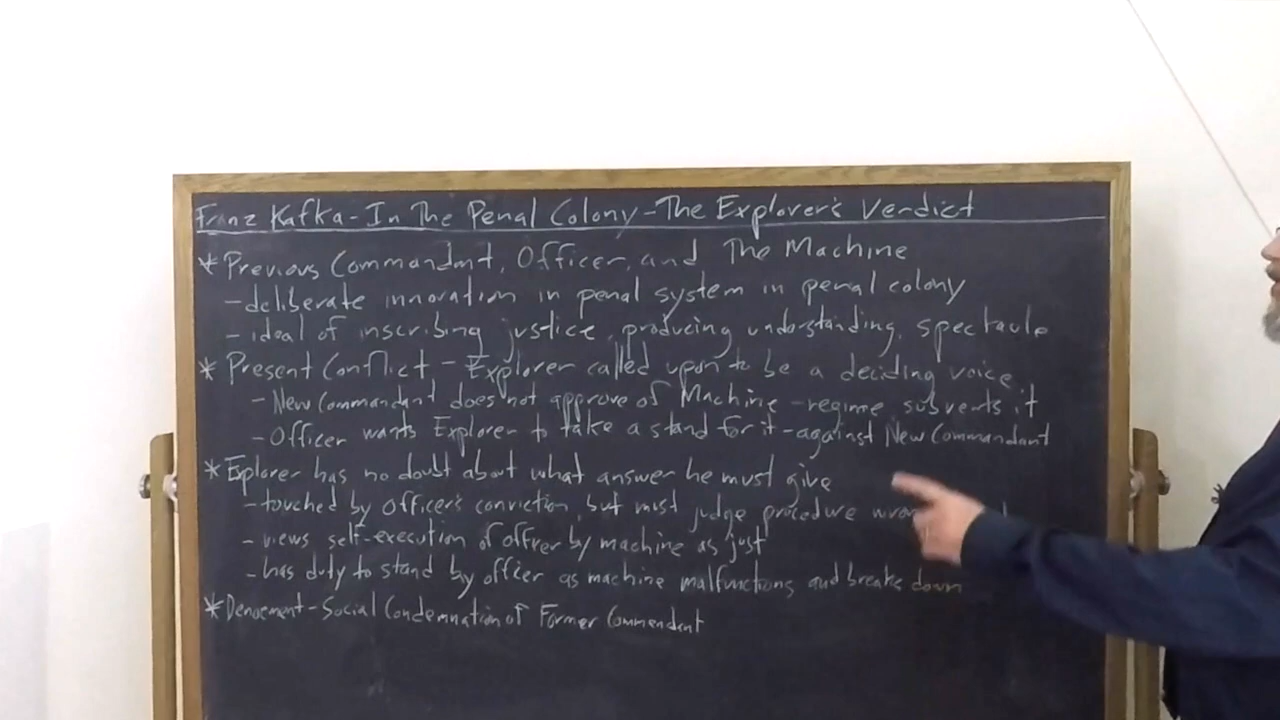 Franz Kafka - In The Penal Colony - The Explorer's Verdict
* Previous Commandant, Officer, and The Machine
- deliberate innovation in penal system in penal colony
- ideal of inscribing justice, producing understanding, spectacle
* Present Conflict - Explorer called upon to be a deciding voice
- New Commandant does not approve of Machine - regime subverts it
- Officer wants Explorer to take a stand for it - against New Commandant
* Explorer has no doubt about what answer he must give
- touched by Officer's conviction, but must judge procedure
- views self-execution of officer by machine as just
- has duty to stand by officer as machine malfunctions and breaks down
* Denoement - Social Condemnation of Former Commendant